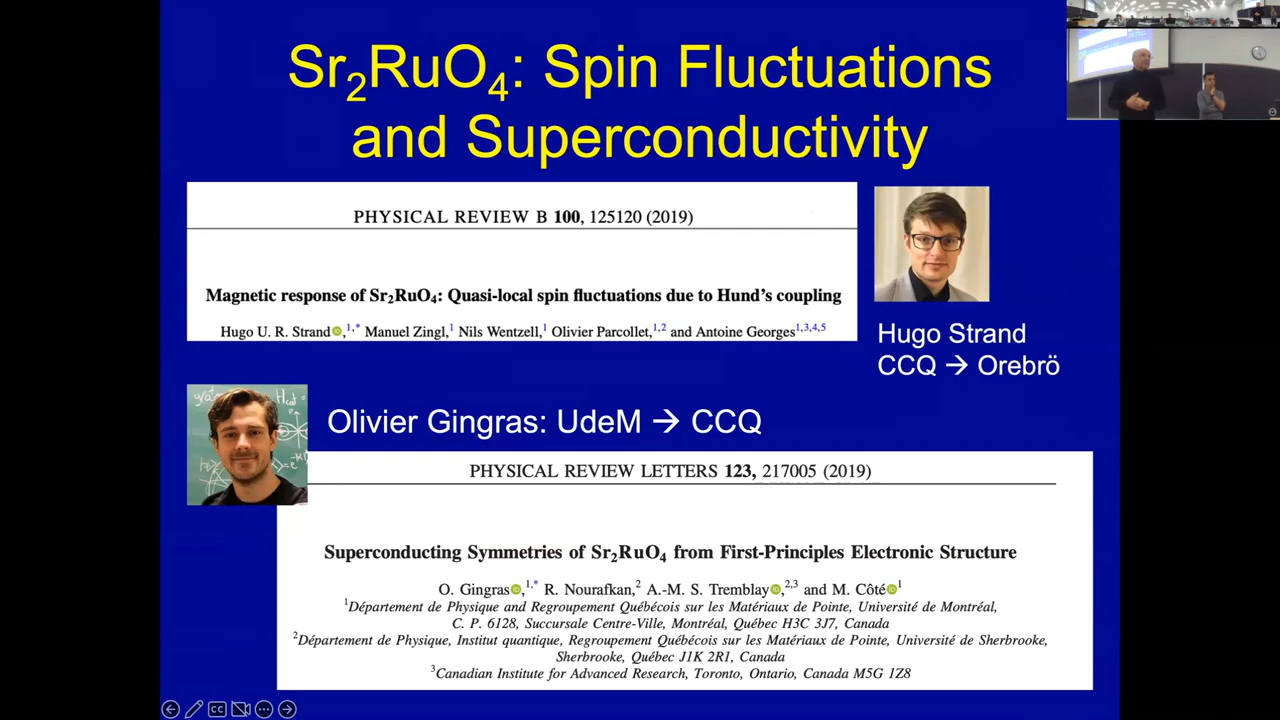 Sr₂RuO₄: Spin Fluctuations
and Superconductivity
PHYSICAL REVIEW B 100, 125120 (2019)
Magnetic response of Sr₂RuO₄: Quasi-local spin fluctuations due to Hund's coupling
Hugo U. R. Strand,¹,* Manuel Zingl,¹ Nils Wentzell,¹ Olivier Parcollet,¹,² and Antoine Georges¹,³,⁴,⁵
Hugo Strand
CCQ → Orebrö
Olivier Gingras: UdeM → CCQ
PHYSICAL REVIEW LETTERS 123, 217005 (2019)
Superconducting Symmetries of Sr₂RuO₄ from First-Principles Electronic Structure
O. Gingras,¹,* R. Nourafkan,² A.-M. S. Tremblay,²,³ and M. Côté¹
¹Département de Physique and Regroupement Québécois sur les Matériaux de Pointe, Université de Montréal,
C. P. 6128, Succursale Centre-Ville, Montréal, Québec H3C 3J7, Canada
²Département de Physique, Institut quantique, Regroupement Québécois sur les Matériaux de Pointe, Université de Sherbrooke,
Sherbrooke, Québec J1K 2R1, Canada
³Canadian Institute for Advanced Research, Toronto, Ontario, Canada M5G 1Z8
CC